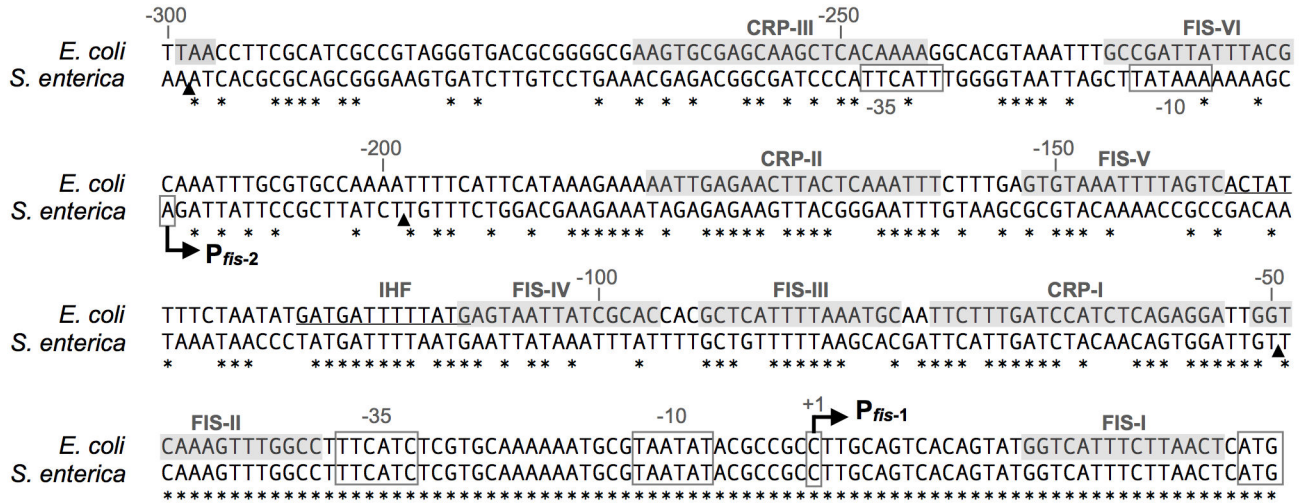 -300 CRP-III -250 FIS-VI
E. coli TTAACCTTCGCATCGCCGTAGGGTGACGCGGGGCGAAGTGCGAGCAAGCTCACAAAAGGCACGTAAATTTGCCGATTATTTACG
S. enterica AAATCACGCGCAGCGGGAAGTGATCTTGTCCTGAAACGAGACGGCGATCCCATTCATTTGGGGTAATTAGCTTATAAAAAAAGC
-35 -10
-200 CRP-II -150 FIS-V
E. coli CAAATTTGCGTGCCAAAATTTTCATTCATAAAGAAAAATTGAGAACTTACTCAAATTTCTTTGAGTGTAAATTTTAGTCACTAT
S. enterica AGATTATTCCGCTTATCTTGTTTCTGGACGAAGAAATAGAGAGAAGTTACGGGAATTTGTAAGCGCGTACAAAACCGCCGACAA
Pfis-2
IHF FIS-IV -100 FIS-III CRP-I -50
E. coli TTTCTAATATGATGATTTTTATGAGTAATTATCGCACCACGCTCATTTTAAATGCAATTCTTTGATCCATCTCAGAGGATTGGT
S. enterica TAAATAACCCTATGATTTTAATGAATTATAAATTTATTTTGCTGTTTTTAAGCACGATTCATTGATCTACAACAGTGGATTGTT
FIS-II -35 -10 +1 Pfis-1 FIS-I
E. coli CAAAGTTTGGCCTTTCATCTCGTGCAAAAAATGCGTAATATACGCCGCCTTGCAGTCACAGTATGGTCATTTCTTAACTCATG
S. enterica CAAAGTTTGGCCTTTCATCTCGTGCAAAAAATGCGTAATATACGCCGCCTTGCAGTCACAGTATGGTCATTTCTTAACTCATG